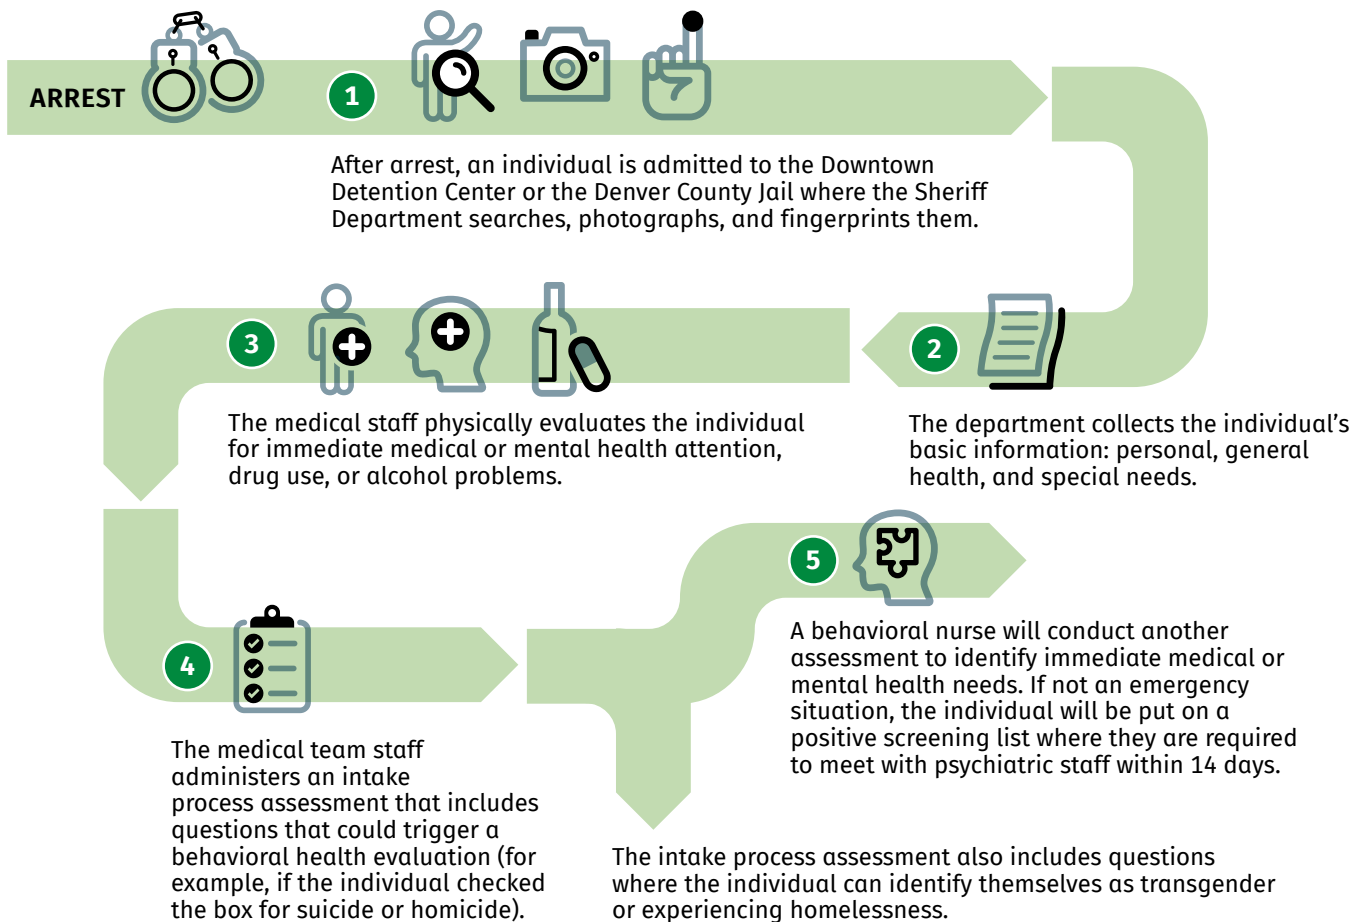 ARREST
1
After arrest, an individual is admitted to the Downtown
Detention Center or the Denver County Jail where the Sheriff
Department searches, photographs, and fingerprints them.
2
The department collects the individual’s
basic information: personal, general
health, and special needs.
3
The medical staff physically evaluates the individual
for immediate medical or mental health attention,
drug use, or alcohol problems.
4
The medical team staff
administers an intake
process assessment that includes
questions that could trigger a
behavioral health evaluation (for
example, if the individual checked
the box for suicide or homicide).
5
A behavioral nurse will conduct another
assessment to identify immediate medical or
mental health needs. If not an emergency
situation, the individual will be put on a
positive screening list where they are required
to meet with psychiatric staff within 14 days.
The intake process assessment also includes questions
where the individual can identify themselves as transgender
or experiencing homelessness.